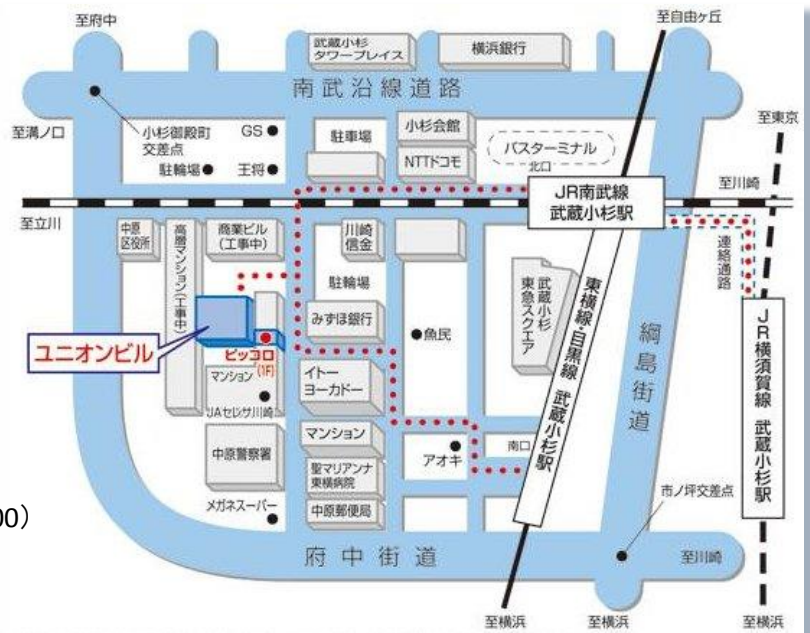 至府中
至自由ヶ丘
武蔵小杉
タワープレイス
横浜銀行
南武沿線道路
至溝ノ口
小杉御殿町
交差点
GS
駐輪場
王将
駐車場
小杉会館
NTTドコモ
バスターミナル
北口
至東京
JR南武線
武蔵小杉駅
至川崎
至立川
中原
区役所
高層マンション(工事中)
商業ビル
(工事中)
川崎
信金
駐輪場
みずほ銀行
魚民
武蔵小杉
東急スクエア
東横線・目黒線 武蔵小杉駅
綱島街道
連絡通路
JR横須賀線 武蔵小杉駅
ユニオンビル
ピッコロ
(1F)
マンション
JAセレサ川崎
イトー
ヨーカドー
中原警察署
マンション
聖マリアンナ
東横病院
中原郵便局
アオキ
南口
メガネスーパー
00)
市ノ坪交差点
府中街道
至川崎
至横浜
至横浜
至横浜